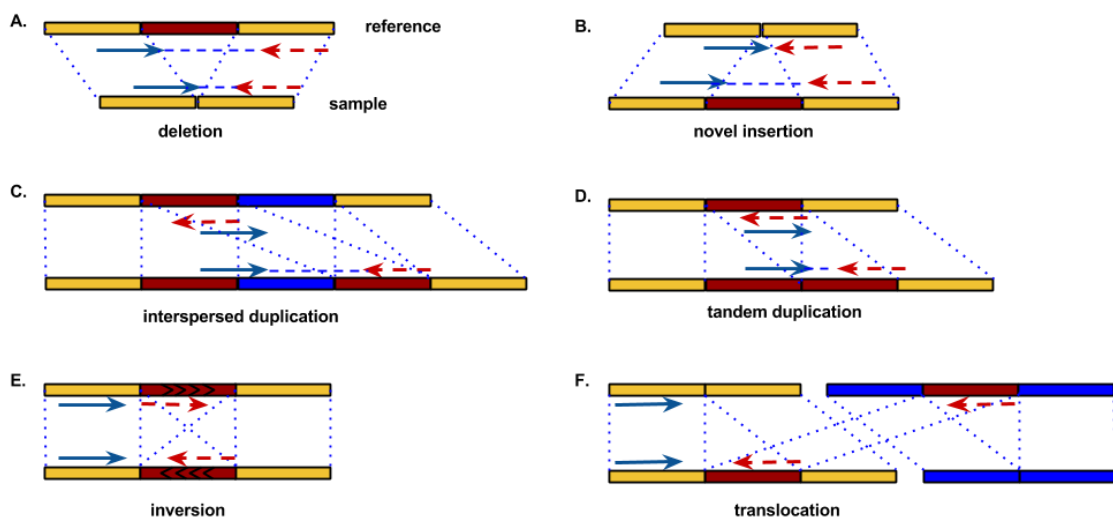 A.
reference
sample
deletion
B.
novel insertion
C.
interspersed duplication
D.
tandem duplication
E.
inversion
F.
translocation